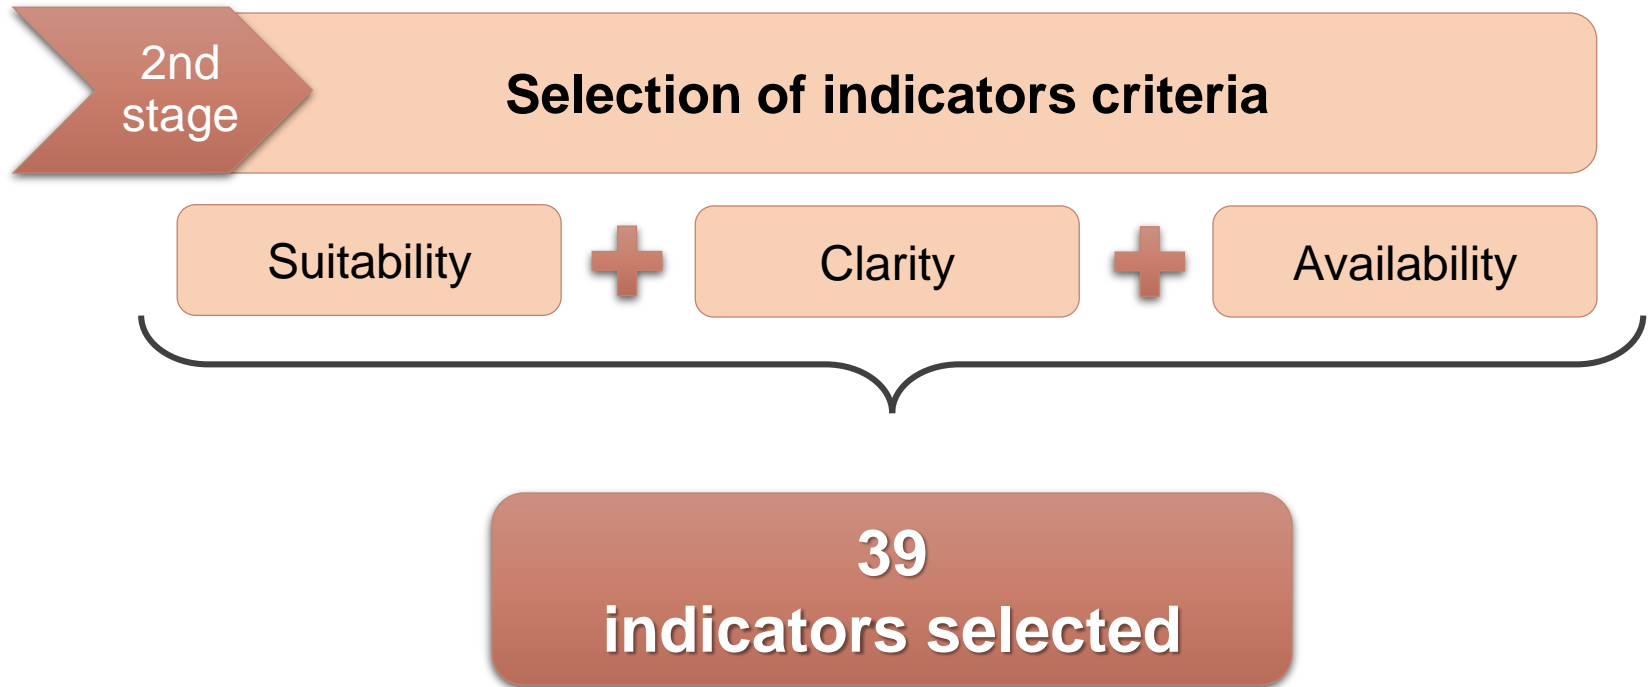 2nd
stage
Selection of indicators criteria
Suitability
Clarity
Availability
39
indicators selected